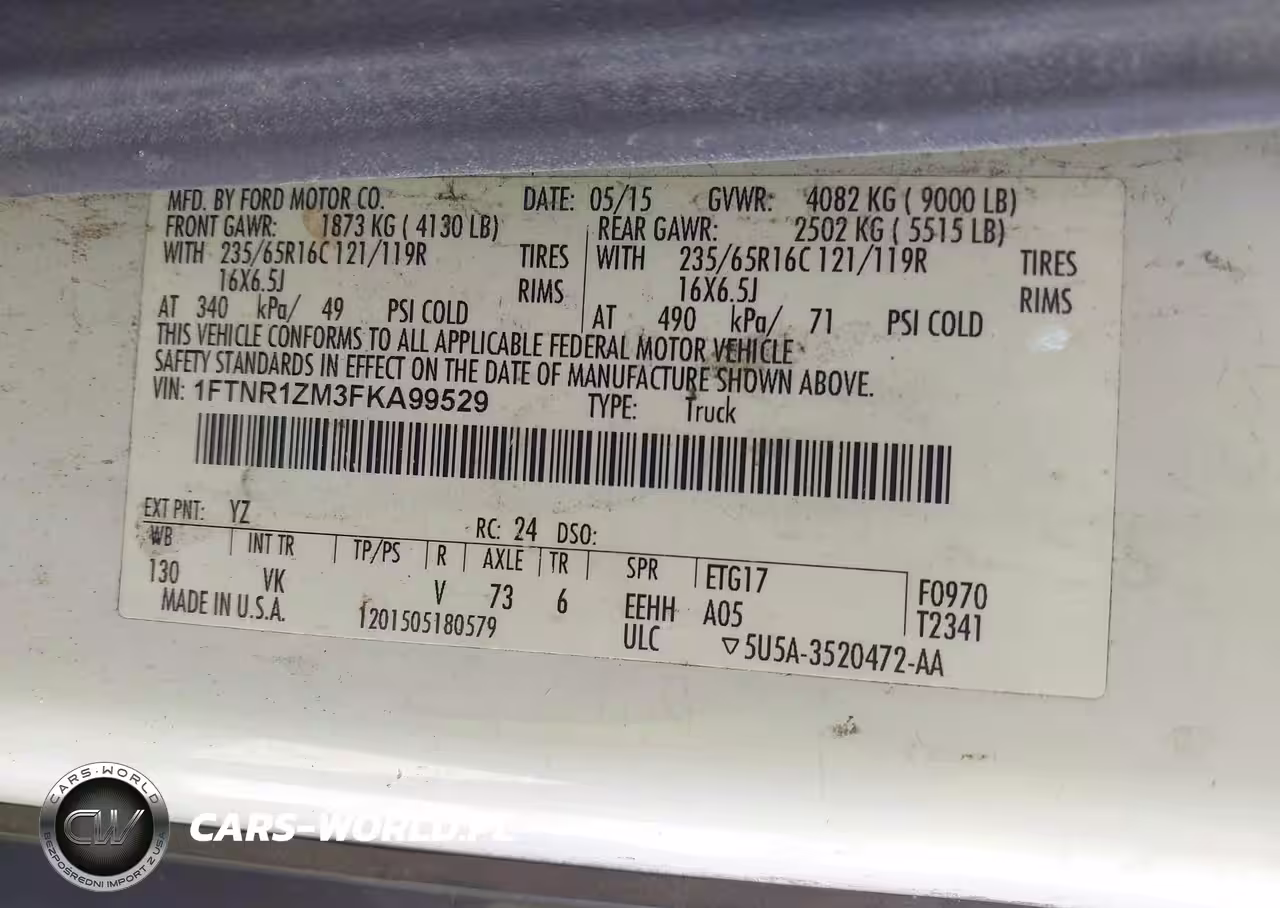 MFD. BY FORD MOTOR CO. DATE: 05/15 GVWR: 4082 KG ( 9000 LB)
FRONT GAWR: 1873 KG ( 4130 LB) REAR GAWR: 2502 KG ( 5515 LB)
WITH 235/65R16C 121/119R TIRES WITH 235/65R16C 121/119R TIRES
16X6.5J RIMS 16X6.5J RIMS
AT 340 kPa/ 49 PSI COLD AT 490 kPa/ 71 PSI COLD
THIS VEHICLE CONFORMS TO ALL APPLICABLE FEDERAL MOTOR VEHICLE
SAFETY STANDARDS IN EFFECT ON THE DATE OF MANUFACTURE SHOWN ABOVE.
VIN: 1FTNR1ZM3FKA99529 TYPE: Truck
EXT PNT: YZ RC: 24 DSO:
WB INT TR TP/PS R AXLE TR SPR ETG17 F0970
130 VK V 73 6 EEHH A05 T2341
MADE IN U.S.A. 1201505180579 ULC ▽5U5A-3520472-AA
CARS-WORLD
CW
BEZPOŚREDNI IMPORT Z USA
CARS-WORLD.PL